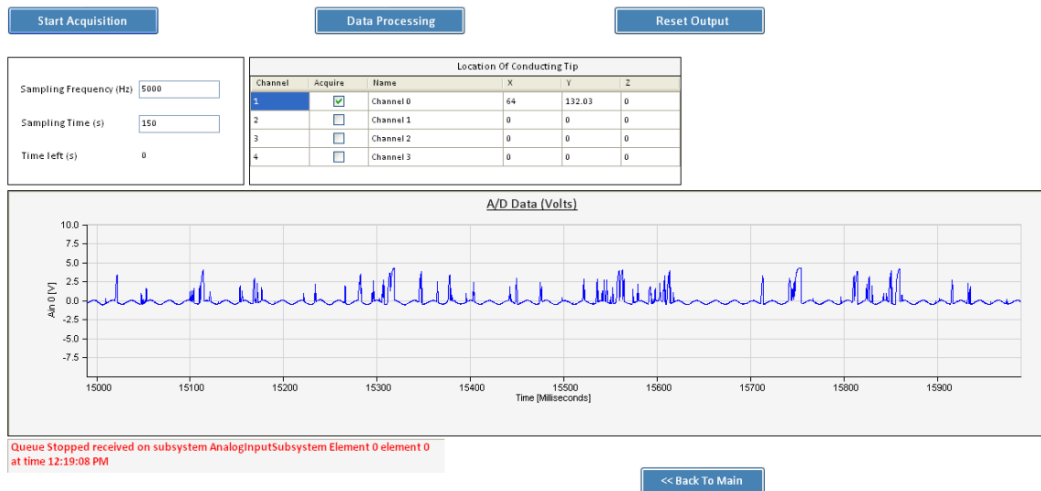 Start Acquisition Data Processing Reset Output
Location Of Conducting Tip
Channel Acquire Name X Y Z
Sampling Frequency (Hz) 5000
1 Channel 0 64 132.03 0
Sampling Time (s) 150
2 Channel 1 0 0 0
3 Channel 2 0 0 0
Time left (s) 0
4 Channel 3 0 0 0
A/D Data (Volts)
10.0
7.5
5.0
2.5
0.0
-2.5
-5.0
-7.5
Ain 0 [V]
15000 15100 15200 15300 15400 15500 15600 15700 15800 15900
Time [Milliseconds]
Queue Stopped received on subsystem AnalogInputSubsystem Element 0 element 0
at time 12:19:08 PM
<< Back To Main